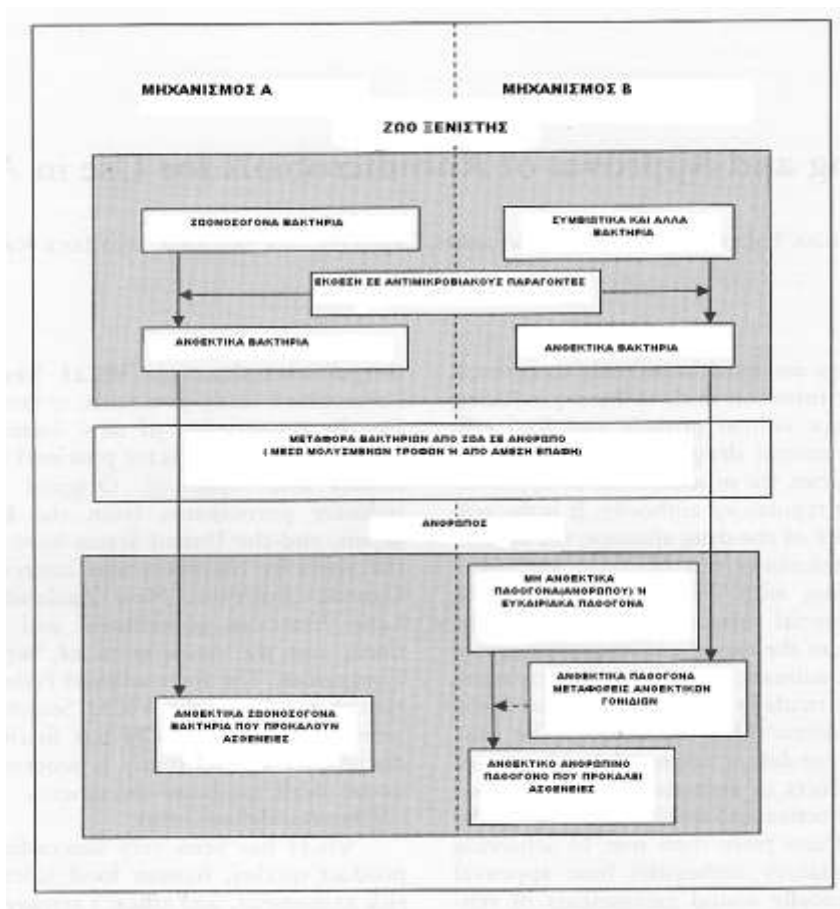 ΜΗΧΑΝΙΣΜΟΣ Α
ΜΗΧΑΝΙΣΜΟΣ Β
ΖΩΟ ΞΕΝΙΣΤΗΣ
ΖΩΟΝΟΣΟΓΟΝΑ ΒΑΚΤΗΡΙΑ
ΣΥΜΒΙΩΤΙΚΑ ΚΑΙ ΑΛΛΑ
ΒΑΚΤΗΡΙΑ
ΕΚΘΕΣΗ ΣΕ ΑΝΤΙΜΙΚΡΟΒΙΑΚΟΥΣ ΠΑΡΑΓΟΝΤΕΣ
ΑΝΘΕΚΤΙΚΑ ΒΑΚΤΗΡΙΑ
ΑΝΘΕΚΤΙΚΑ ΒΑΚΤΗΡΙΑ
ΜΕΤΑΦΟΡΑ ΒΑΚΤΗΡΙΩΝ ΑΠΟ ΖΩΑ ΣΕ ΑΝΘΡΩΠΟ
( ΜΕΣΩ ΜΟΛΥΣΜΕΝΩΝ ΤΡΟΦΩΝ Ή ΑΠΟ ΑΜΕΣΗ ΕΠΑΦΗ)
ΑΝΘΡΩΠΟΣ
ΜΗ ΑΝΘΕΚΤΙΚΑ
ΠΑΘΟΓΟΝΑ(ΑΝΘΡΩΠΟΥ) Ή
ΕΥΚΑΙΡΙΑΚΑ ΠΑΘΟΓΟΝΑ
ΑΝΘΕΚΤΙΚΑ ΠΑΘΟΓΟΝΑ
ΜΕΤΑΦΟΡΕΙΣ ΑΝΘΕΚΤΙΚΩΝ
ΓΟΝΙΔΙΩΝ
ΑΝΘΕΚΤΙΚΑ ΖΩΟΝΟΣΟΓΟΝΑ
ΒΑΚΤΗΡΙΑ ΠΟΥ ΠΡΟΚΑΛΟΥΝ
ΑΣΘΕΝΕΙΕΣ
ΑΝΘΕΚΤΙΚΟ ΑΝΘΡΩΠΙΝΟ
ΠΑΘΟΓΟΝΟ ΠΟΥ ΠΡΟΚΑΛΕΙ
ΑΣΘΕΝΕΙΕΣ